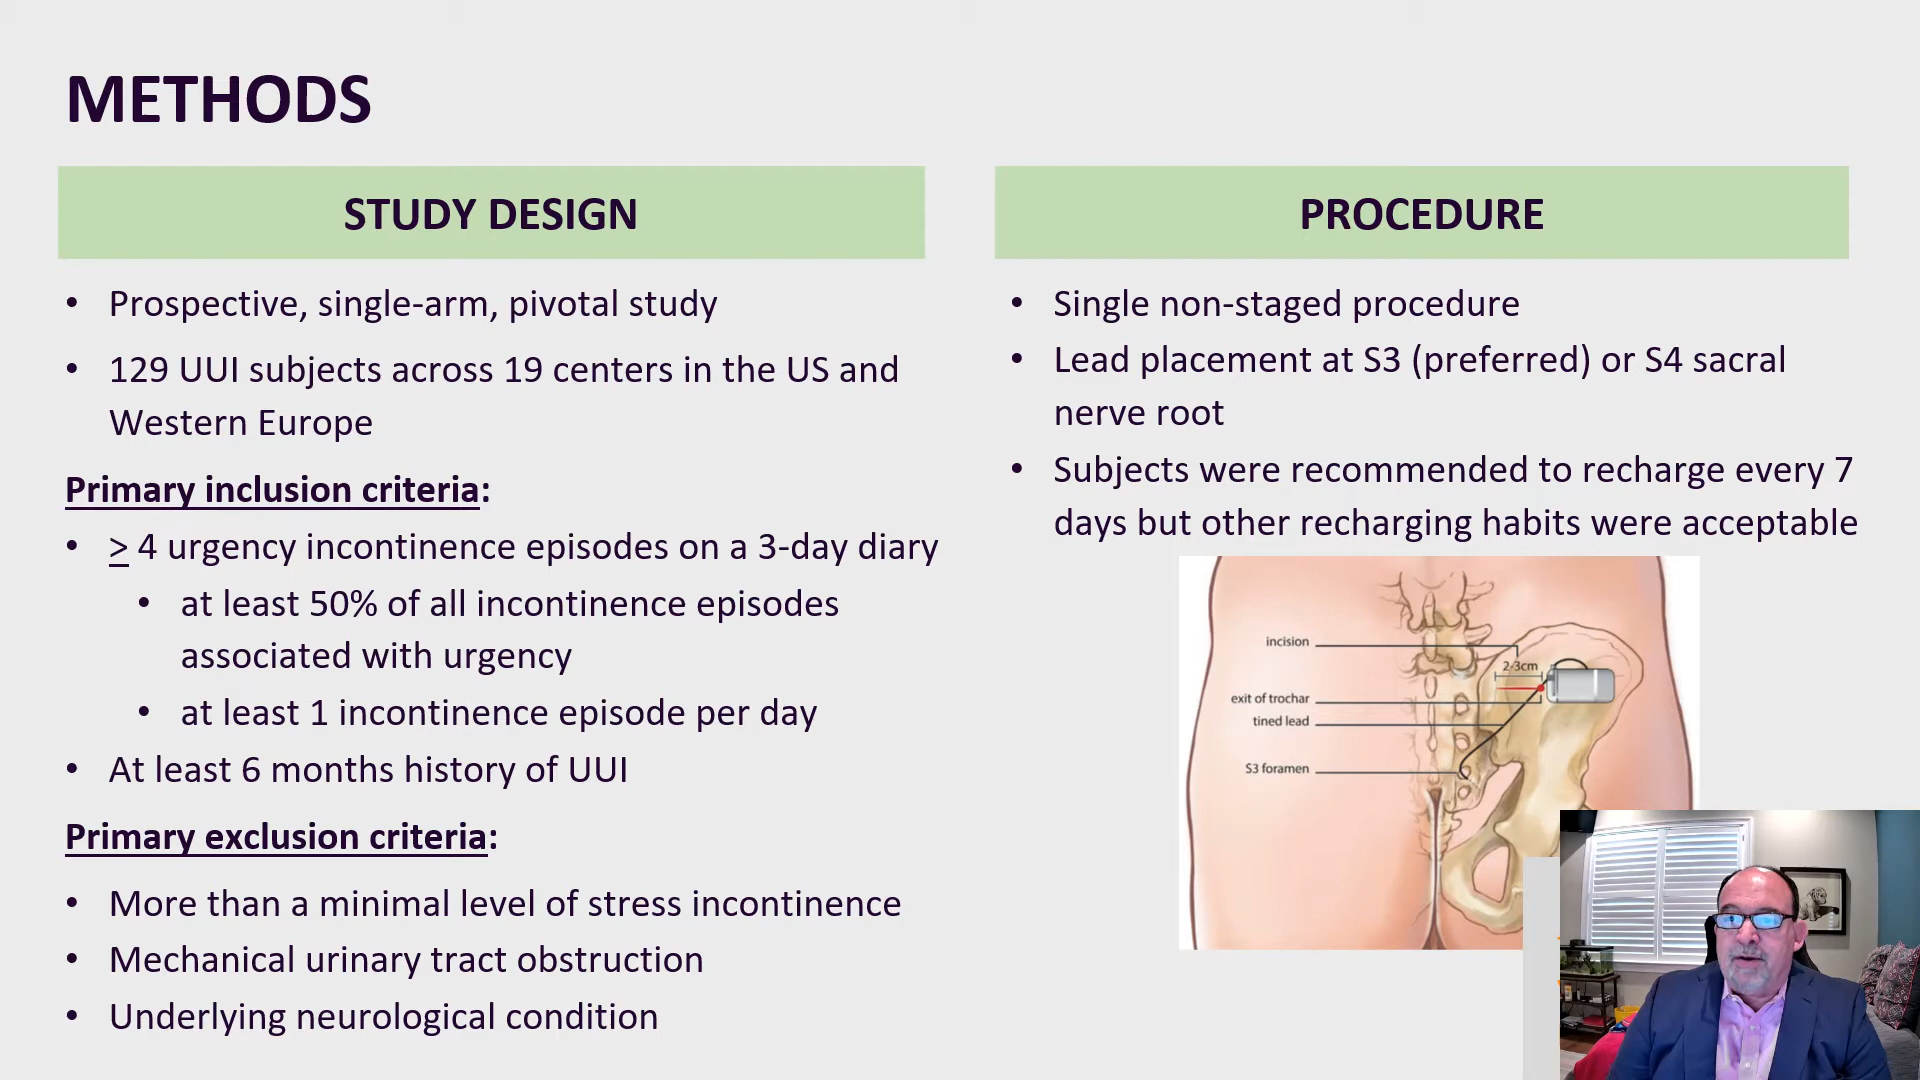 METHODS
STUDY DESIGN
• Prospective, single-arm, pivotal study
• 129 UUI subjects across 19 centers in the US and
Western Europe
Primary inclusion criteria:
• ≥ 4 urgency incontinence episodes on a 3-day diary
• at least 50% of all incontinence episodes
associated with urgency
• at least 1 incontinence episode per day
• At least 6 months history of UUI
Primary exclusion criteria:
• More than a minimal level of stress incontinence
• Mechanical urinary tract obstruction
• Underlying neurological condition
PROCEDURE
• Single non-staged procedure
• Lead placement at S3 (preferred) or S4 sacral
nerve root
• Subjects were recommended to recharge every 7
days but other recharging habits were acceptable
incision
2-3cm
exit of trochar
tined lead
S3 foramen